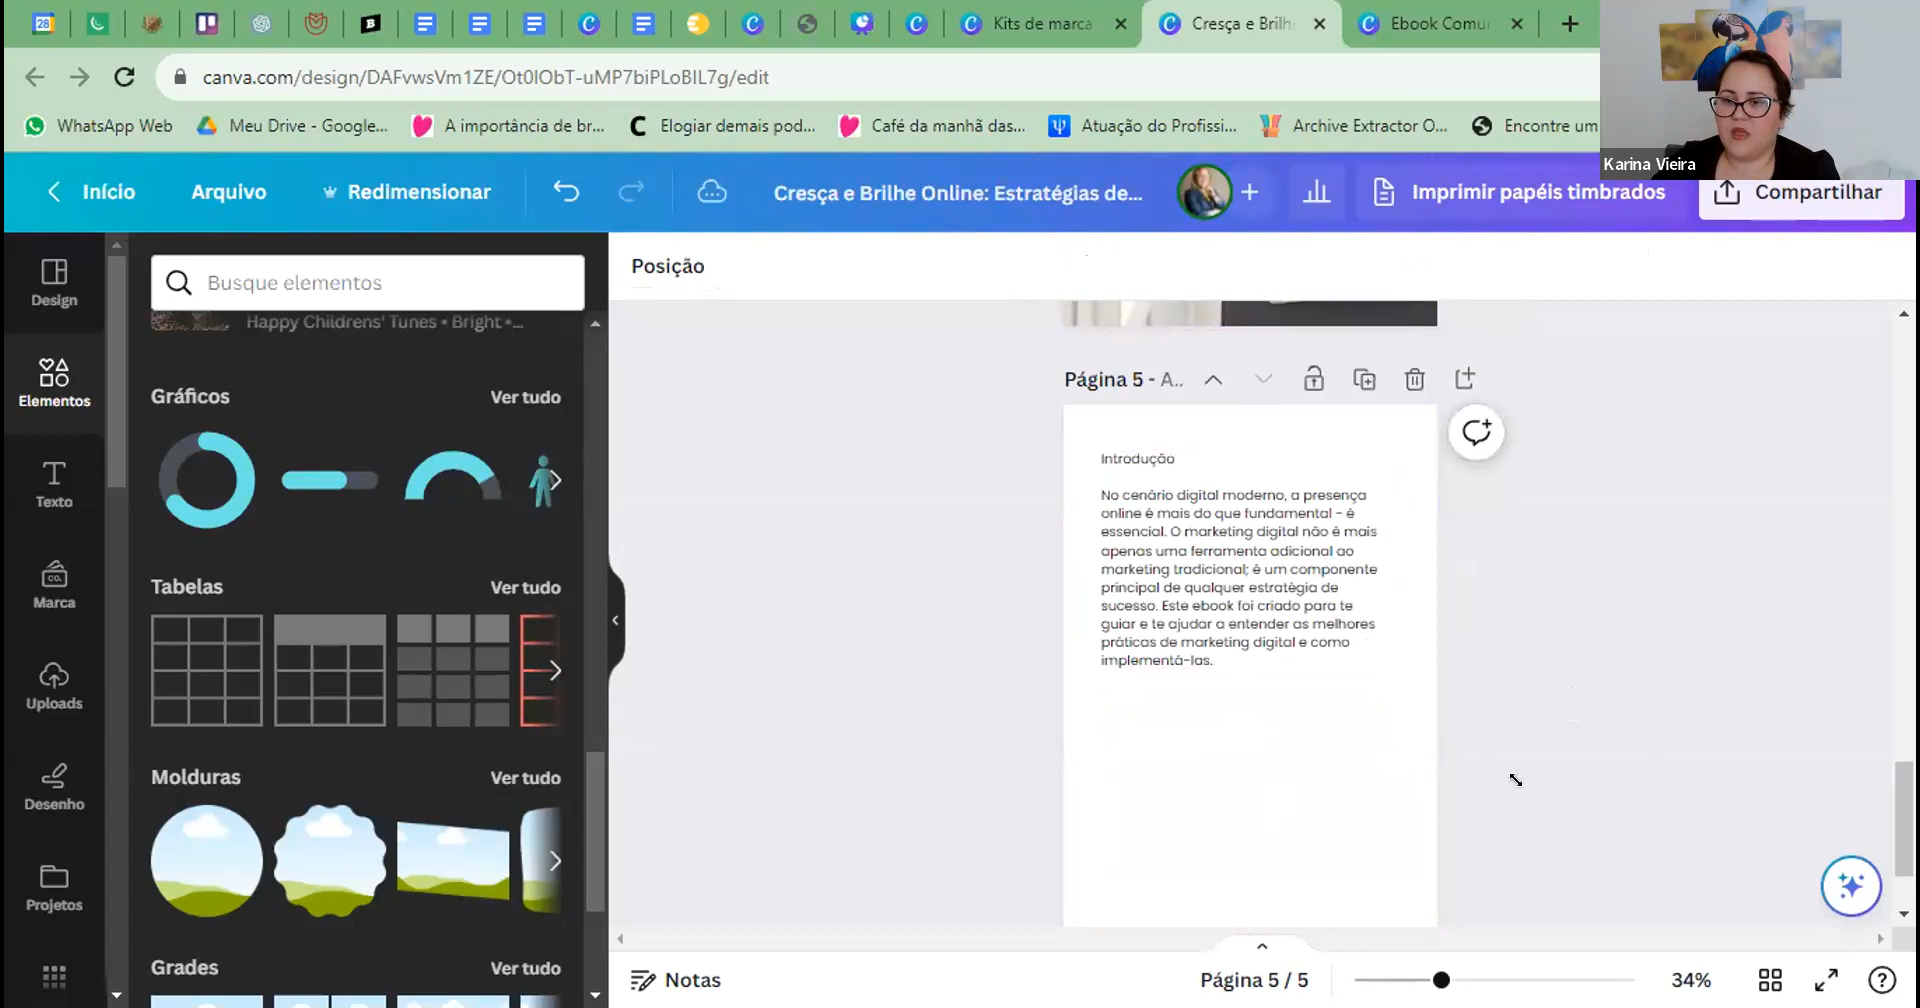 28
Kits de marca
Cresça e Brilh
Ebook Comu
canva.com/design/DAFvwsVm1ZE/Ot0IObT-uMP7biPLoBIL7g/edit
WhatsApp Web
Meu Drive - Google...
A importância de br...
Elogiar demais pod...
Café da manhã das...
Atuação do Profissi...
Archive Extractor O...
Encontre um
Karina Vieira
Início
Arquivo
Redimensionar
Cresça e Brilhe Online: Estratégias de...
Imprimir papéis timbrados
Compartilhar
Design
Elementos
Texto
CO.
Marca
Uploads
Desenho
Projetos
Busque elementos
Happy Childrens' Tunes • Bright •...
Gráficos
Ver tudo
Tabelas
Ver tudo
Molduras
Ver tudo
Grades
Ver tudo
Posição
Página 5 - A...
Introdução
No cenário digital moderno, a presença
online é mais do que fundamental - é
essencial. O marketing digital não é mais
apenas uma ferramenta adicional ao
marketing tradicional; é um componente
principal de qualquer estratégia de
sucesso. Este ebook foi criado para te
guiar e te ajudar a entender as melhores
práticas de marketing digital e como
implementá-las.
Notas
Página 5 / 5
34%